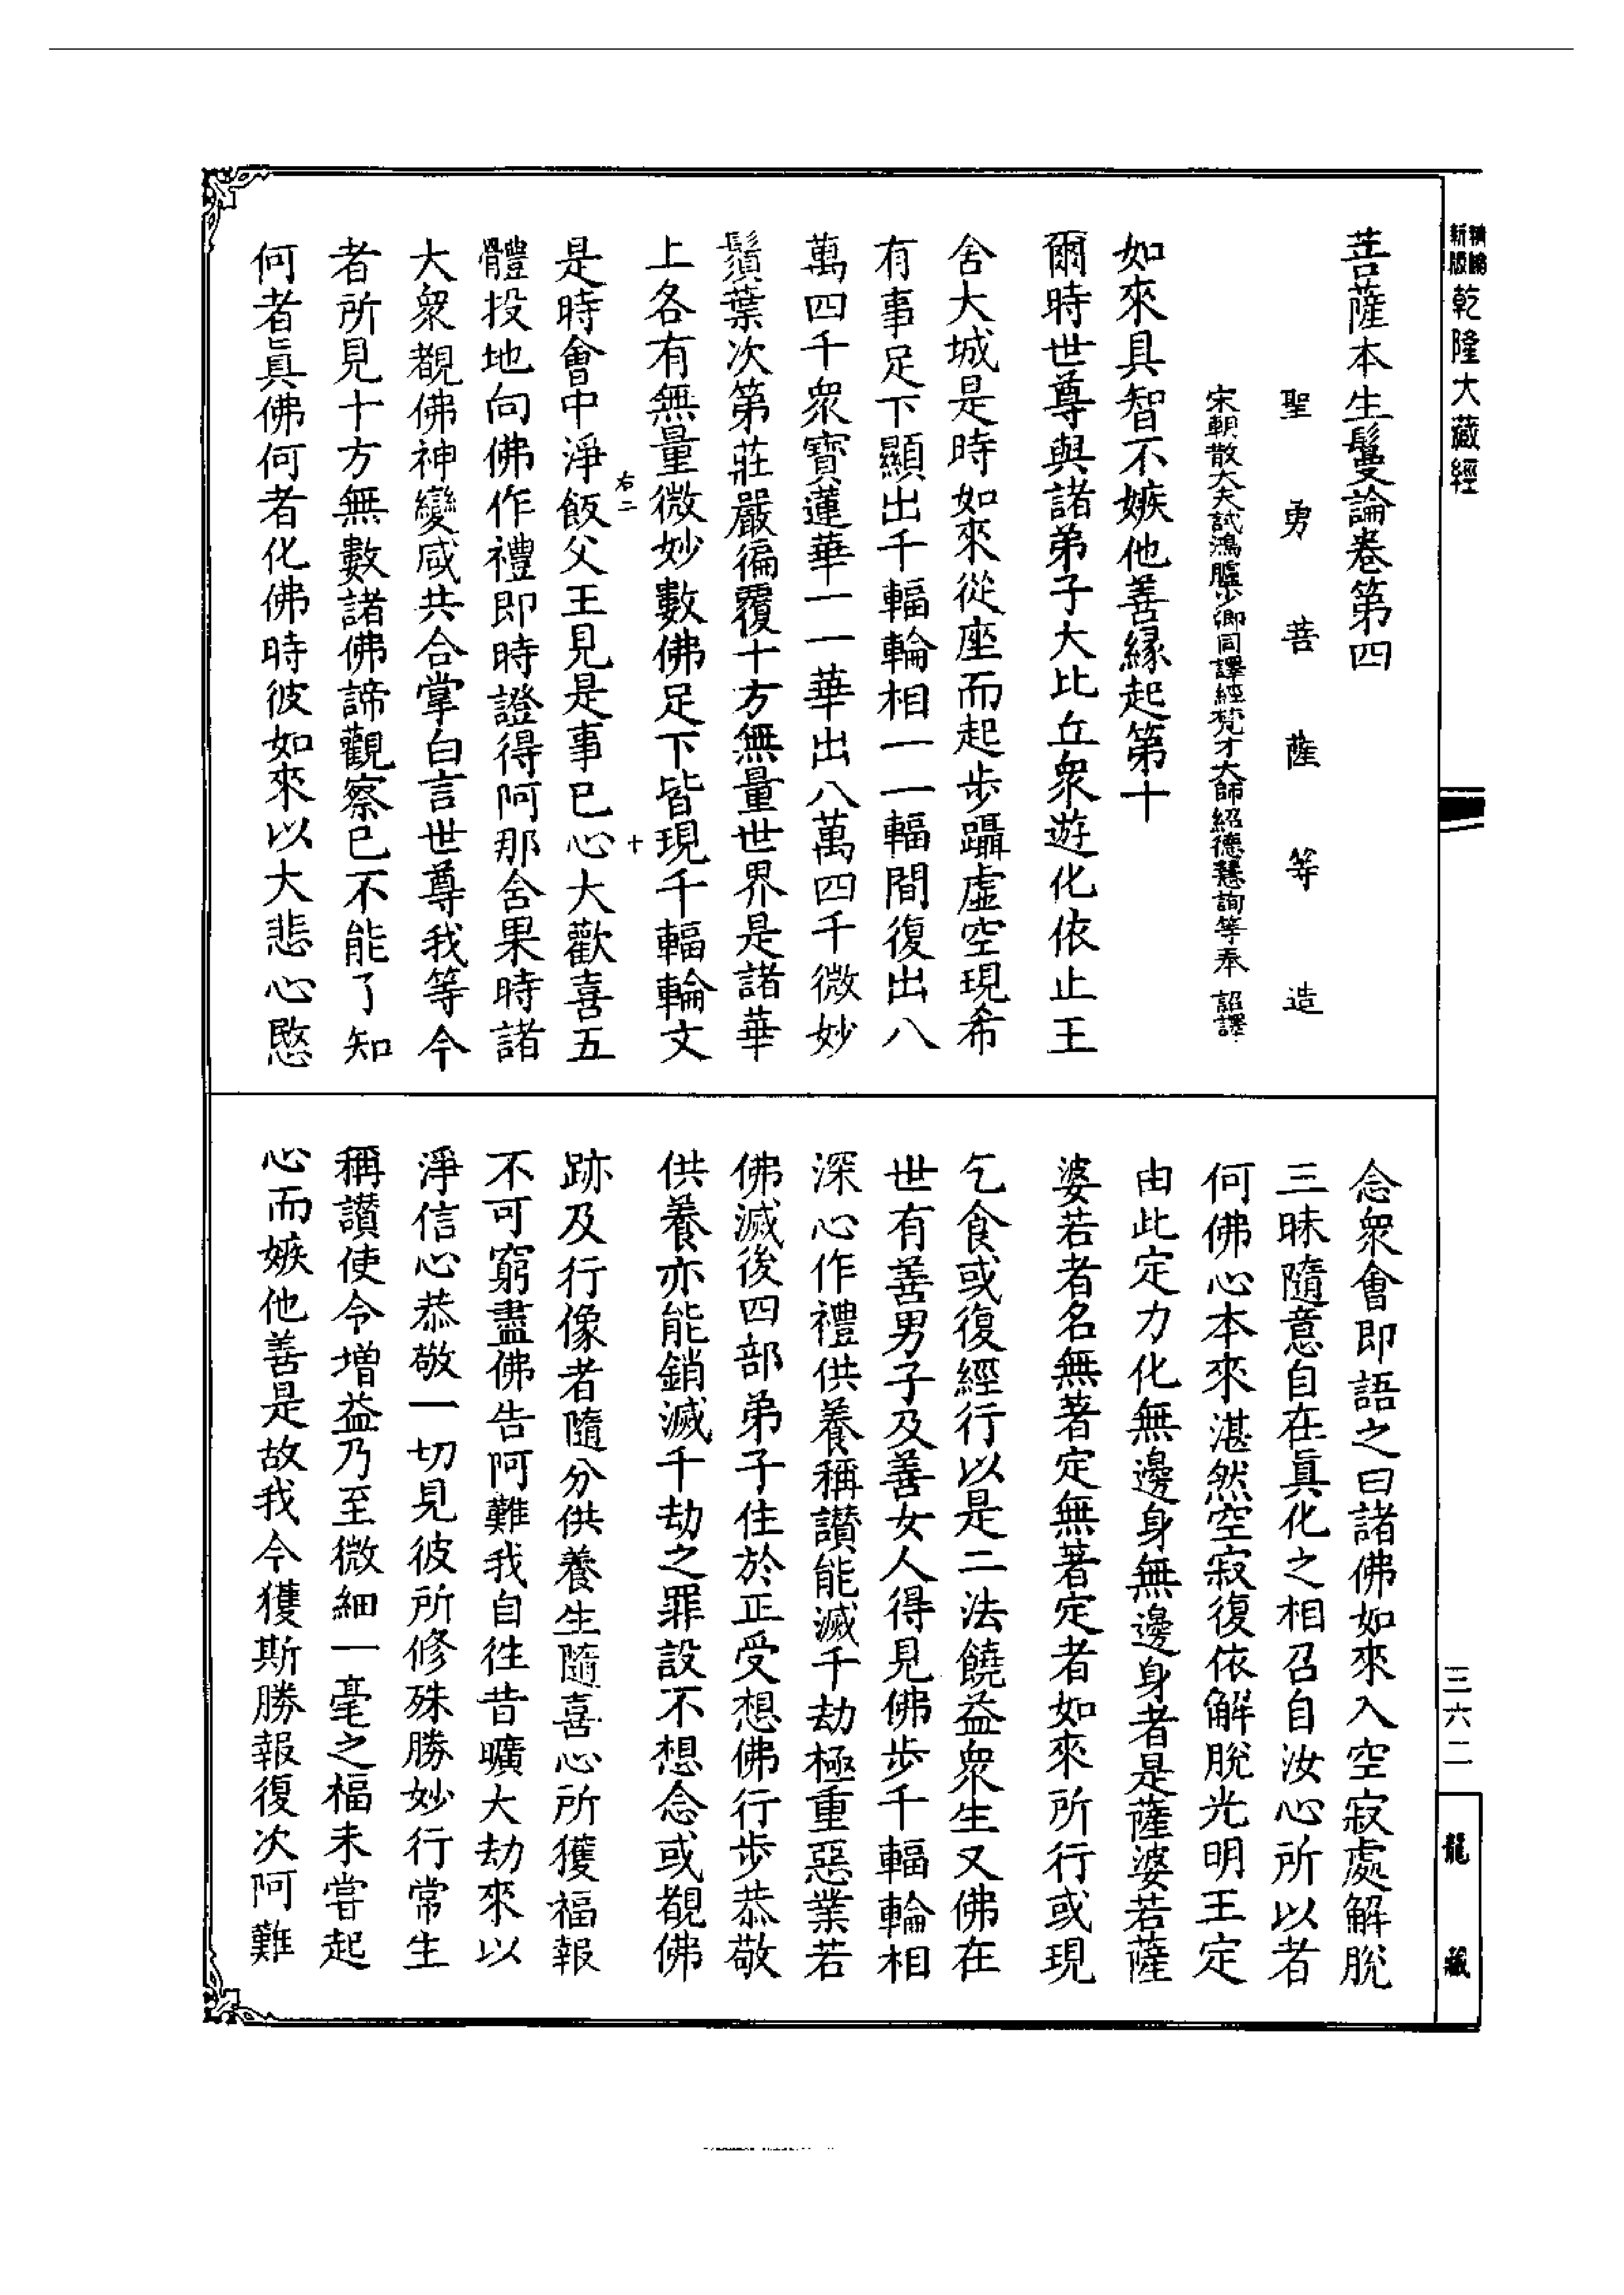 新編
縮版
乾隆大藏經
菩薩本生鬘論卷第四
聖勇菩薩等造
宋朝散大夫試鴻臚少卿同譯經梵才大師紹德慧詢等奉 詔譯
如來具智不嫉他善緣起第十
爾時世尊與諸弟子大比丘衆遊化依止王
舍大城是時如來從座而起步躡虛空現希
有事足下顯出千輻輪相一一輻間復出八
萬四千衆寶蓮華一一華出八萬四千微妙
鬚葉次第莊嚴徧覆十方無量世界是諸華
上各有無量微妙數佛足下皆現千輻輪文
右二
十
是時會中淨飯父王見是事已心大歡喜五
體投地向佛作禮即時證得阿那舍果時諸
大衆覩佛神變咸共合掌白言世尊我等今
者所見十方無數諸佛諦觀察已不能了知
何者眞佛何者化佛時彼如來以大悲心愍
念衆會即語之曰諸佛如來入空寂處解脫
三昧隨意自在眞化之相召自汝心所以者
何佛心本來湛然空寂復依解脫光明王定
由此定力化無邊身無邊身者是薩婆若薩
婆若者名無著定無著定者如來所行或現
乞食或復經行以是二法饒益衆生又佛在
世有善男子及善女人得見佛步千輻輪相
深心作禮供養稱讃能滅千劫極重惡業若
佛滅後四部弟子住於正受想佛行步恭敬
供養亦能銷滅千劫之罪設不想念或覩佛
跡及行像者隨分供養生隨喜心所獲福報
不可窮盡佛告阿難我自徃昔曠大劫來以
淨信心恭敬一切見彼所修殊勝妙行常生
稱讃使令增益乃至微細一毫之福未甞起
心而嫉他善是故我今獲斯勝報復次阿難
三六二
龍藏